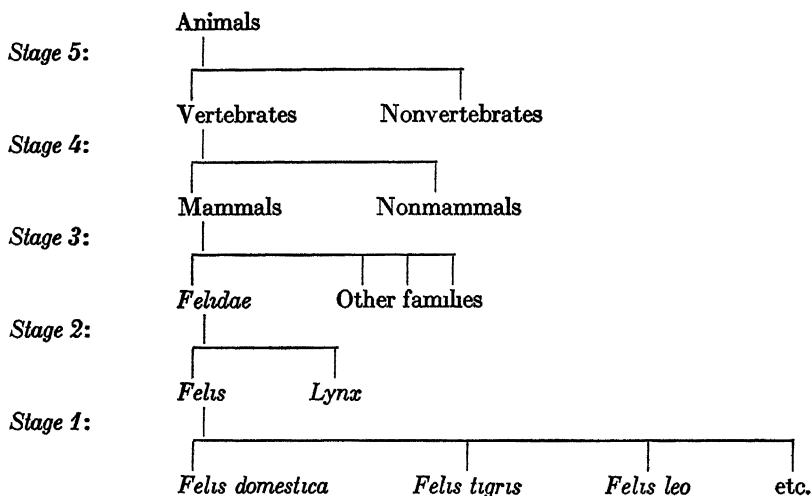 Animals
Stage 5:
Vertebrates Nonvertebrates
Stage 4:
Mammals Nonmammals
Stage 3:
Felidae Other families
Stage 2:
Felis Lynx
Stage 1:
Felis domestica Felis tigris Felis leo etc.